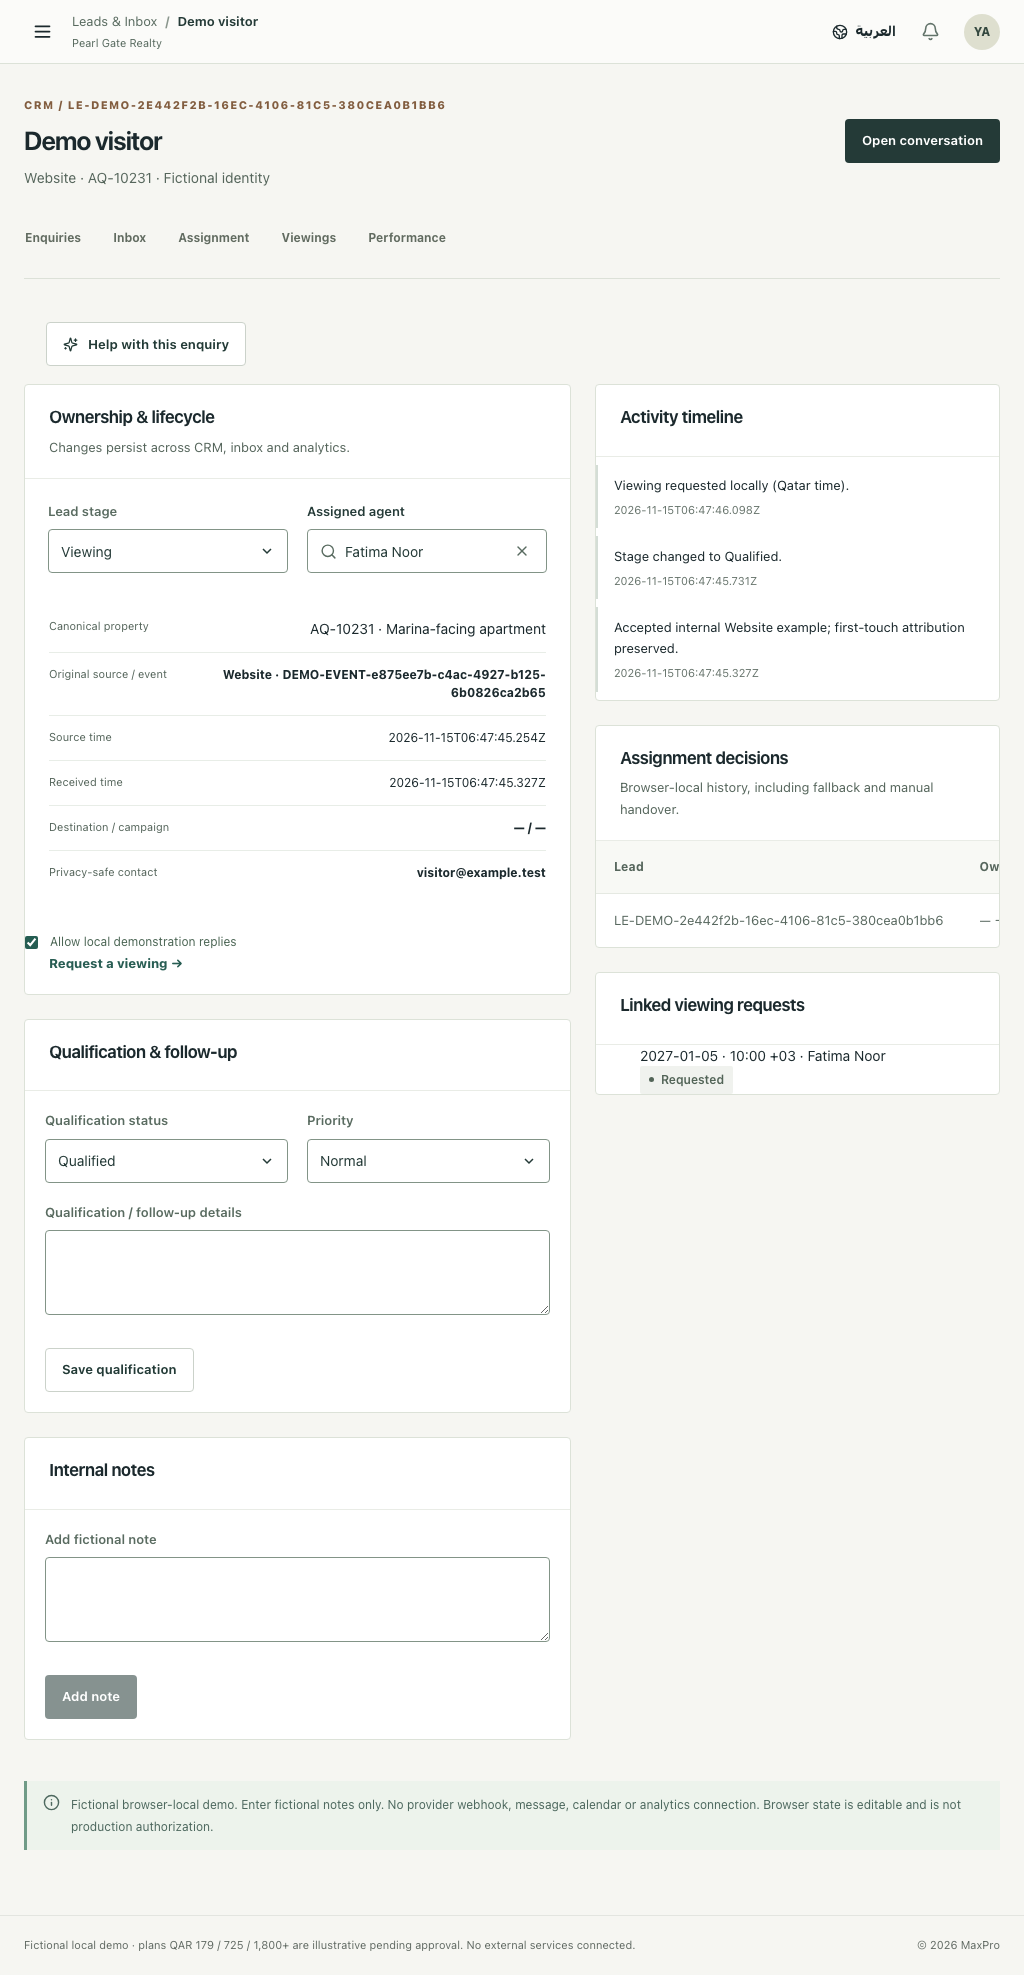 Leads & Inbox / Demo visitor
Pearl Gate Realty
العربية
YA
CRM / LE-DEMO-2E442F2B-16EC-4106-81C5-380CEA0B1BB6
Demo visitor
Open conversation
Website · AQ-10231 · Fictional identity
Enquiries Inbox Assignment Viewings Performance
Help with this enquiry
Ownership & lifecycle
Changes persist across CRM, inbox and analytics.
Lead stage
Assigned agent
Viewing
Fatima Noor
Canonical property
AQ-10231 · Marina-facing apartment
Original source / event
Website · DEMO-EVENT-e875ee7b-c4ac-4927-b125-
6b0826ca2b65
Source time
2026-11-15T06:47:45.254Z
Received time
2026-11-15T06:47:45.327Z
Destination / campaign
— / —
Privacy-safe contact
visitor@example.test
Allow local demonstration replies
Request a viewing →
Qualification & follow-up
Qualification status
Priority
Qualified
Normal
Qualification / follow-up details
Save qualification
Internal notes
Add fictional note
Add note
Activity timeline
Viewing requested locally (Qatar time).
2026-11-15T06:47:46.098Z
Stage changed to Qualified.
2026-11-15T06:47:45.731Z
Accepted internal Website example; first-touch attribution
preserved.
2026-11-15T06:47:45.327Z
Assignment decisions
Browser-local history, including fallback and manual
handover.
Lead
Ow
LE-DEMO-2e442f2b-16ec-4106-81c5-380cea0b1bb6
—
Linked viewing requests
2027-01-05 · 10:00 +03 · Fatima Noor
Requested
Fictional browser-local demo. Enter fictional notes only. No provider webhook, message, calendar or analytics connection. Browser state is editable and is not
production authorization.
Fictional local demo · plans QAR 179 / 725 / 1,800+ are illustrative pending approval. No external services connected.
© 2026 MaxPro